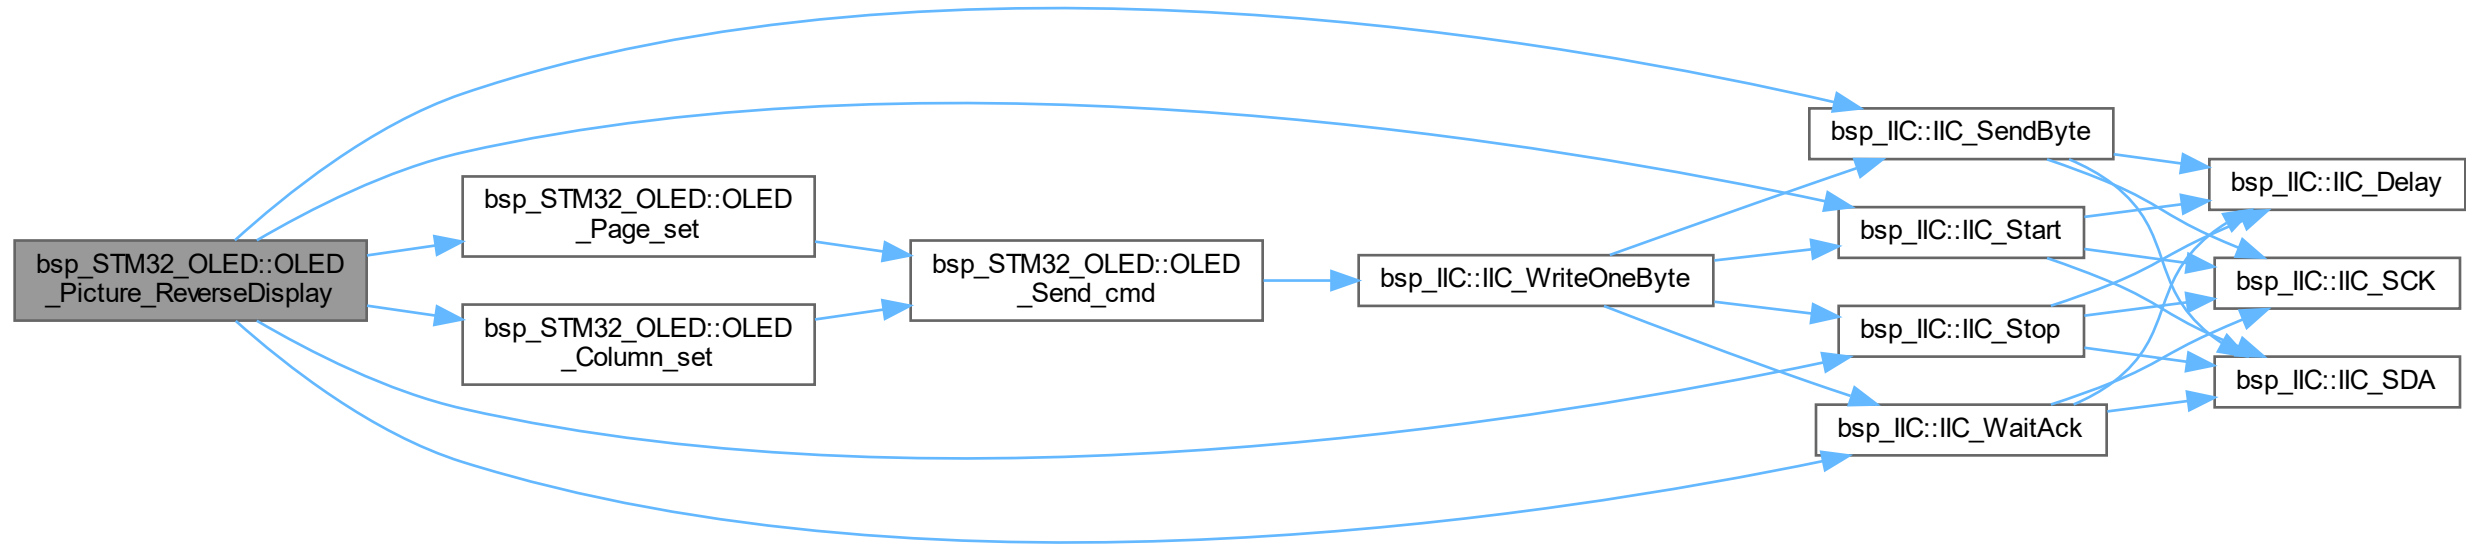 bsp_STM32_OLED::OLED
_Picture_ReverseDisplay
bsp_STM32_OLED::OLED
_Page_set
bsp_STM32_OLED::OLED
_Column_set
bsp_STM32_OLED::OLED
_Send_cmd
bsp_IIC::IIC_WriteOneByte
bsp_IIC::IIC_SendByte
bsp_IIC::IIC_Start
bsp_IIC::IIC_Stop
bsp_IIC::IIC_WaitAck
bsp_IIC::IIC_Delay
bsp_IIC::IIC_SCK
bsp_IIC::IIC_SDA